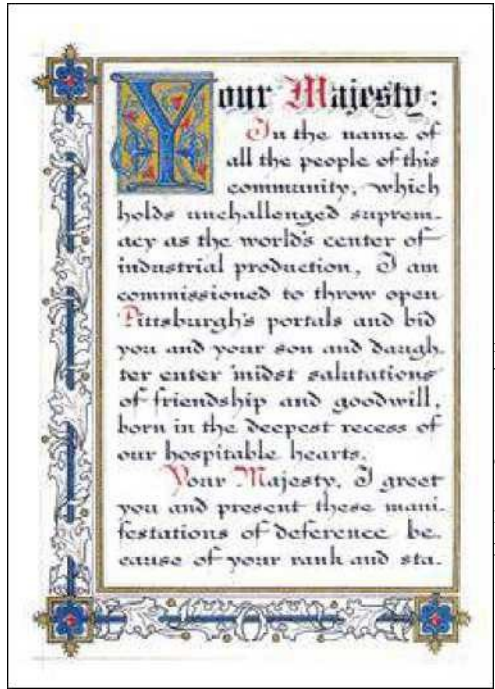 Your Majesty:
In the name of
all the people of this
community, which
holds unchallenged suprem-
acy as the world's center of
industrial production, I am
commissioned to throw open
Pittsburgh's portals and bid
you and your son and daugh-
ter enter 'midst salutations
of friendship and goodwill,
born in the deepest recess of
our hospitable hearts.
Your Majesty, I greet
you and present these mani-
festations of deference be-
cause of your rank and sta-